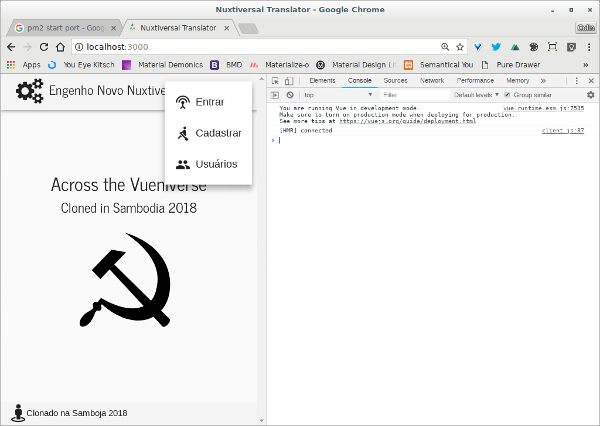 Nuxtiversal Translator - Google Chrome
pm2 start port - Goog
Nuxtiversal Translator
Colin
localhost:3000
Apps
You Eye Kitsch
Material Demonics
BMD
Materialize-o
Material Design Li
Semantical You
Pure Drawer
»
Engenho Novo Nuxtive
Entrar
Cadastrar
Usuários
Across the Vueniverse
Cloned in Sambodia 2018
Clonado na Samboja 2018
Elements Console Sources Network Performance Memory »
top Filter Default levels Group similar
You are running Vue in development mode. vue.runtime.esm.js:7535
Make sure to turn on production mode when deploying for production.
See more tips at https://vuejs.org/guide/deployment.html
[HMR] connected client.js:87